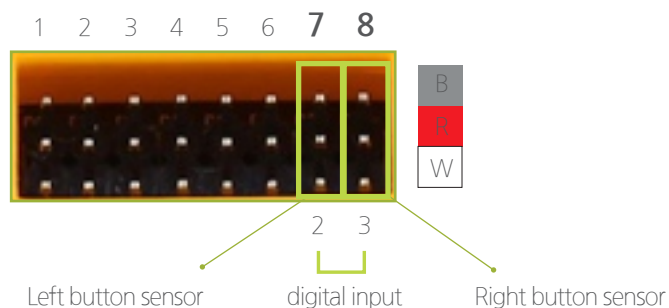 1 2 3 4 5 6 7 8
B
R
W
2 3
Left button sensor digital input Right button sensor